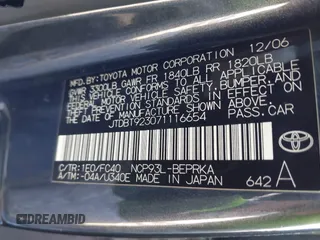 MFD. BY: TOYOTA MOTOR CORPORATION 12/06
GVWR 3300LB GAWR FR 1840LB RR 1820LB
THIS VEHICLE CONFORMS TO ALL APPLICABLE
FEDERAL MOTOR VEHICLE SAFETY AND
THEFT PREVENTION STANDARDS IN EFFECT ON THE DATE OF
MANUFACTURE SHOWN ABOVE.
JTDBT923071116654 PASS.CAR
C/TR: 1E0/FC40 NCP93L-BEPRKA
A/TM: -04A/U340E MADE IN JAPAN
642 A
TOYOTA
DREAMBID